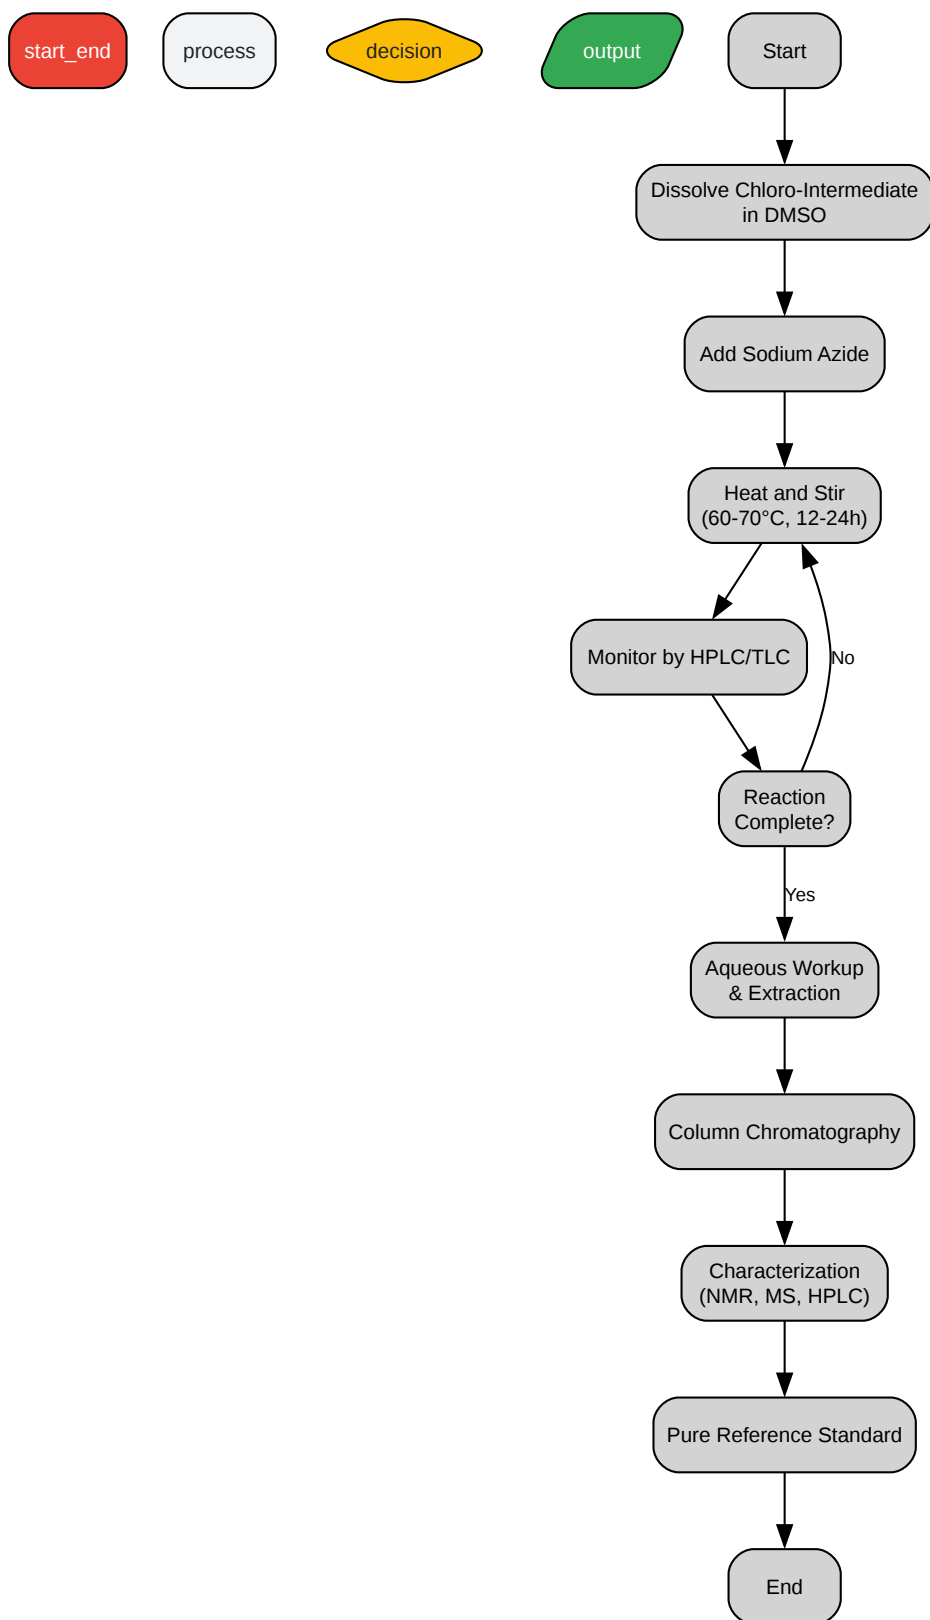 start_end
process
decision
output
Start
Dissolve Chloro-Intermediate
in DMSO
Add Sodium Azide
Heat and Stir
(60-70°C, 12-24h)
Monitor by HPLC/TLC
No
Reaction
Complete?
Yes
Aqueous Workup
& Extraction
Column Chromatography
Characterization
(NMR, MS, HPLC)
Pure Reference Standard
End